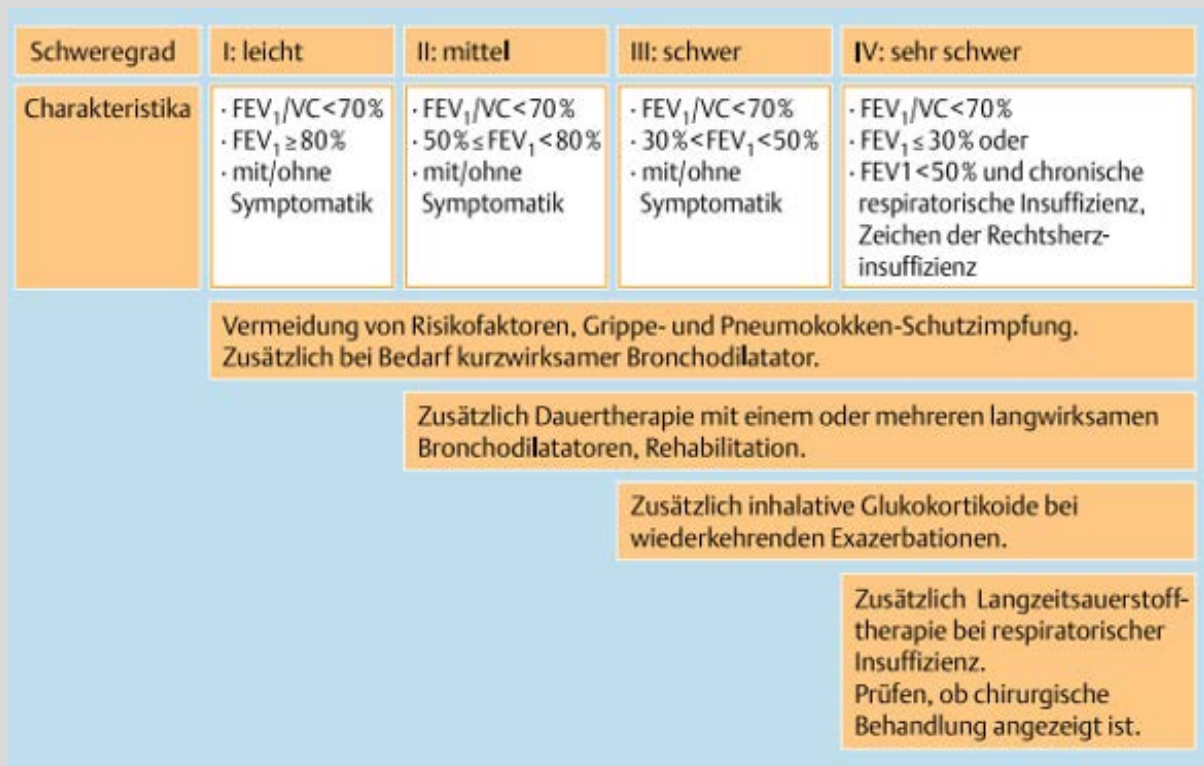 Schweregrad
I: leicht
II: mittel
III: schwer
IV: sehr schwer
Charakteristika
· FEV₁/VC<70%
· FEV₁≥80%
· mit/ohne
Symptomatik
· FEV₁/VC<70%
· 50%≤FEV₁<80%
· mit/ohne
Symptomatik
· FEV₁/VC<70%
· 30%<FEV₁<50%
· mit/ohne
Symptomatik
· FEV₁/VC<70%
· FEV₁≤30% oder
· FEV1<50% und chronische
respiratorische Insuffizienz,
Zeichen der Rechtsherz-
insuffizienz
Vermeidung von Risikofaktoren, Grippe- und Pneumokokken-Schutzimpfung.
Zusätzlich bei Bedarf kurzwirksamer Bronchodilatator.
Zusätzlich Dauertherapie mit einem oder mehreren langwirksamen
Bronchodilatatoren, Rehabilitation.
Zusätzlich inhalative Glukokortikoide bei
wiederkehrenden Exazerbationen.
Zusätzlich Langzeitsauerstoff-
therapie bei respiratorischer
Insuffizienz.
Prüfen, ob chirurgische
Behandlung angezeigt ist.